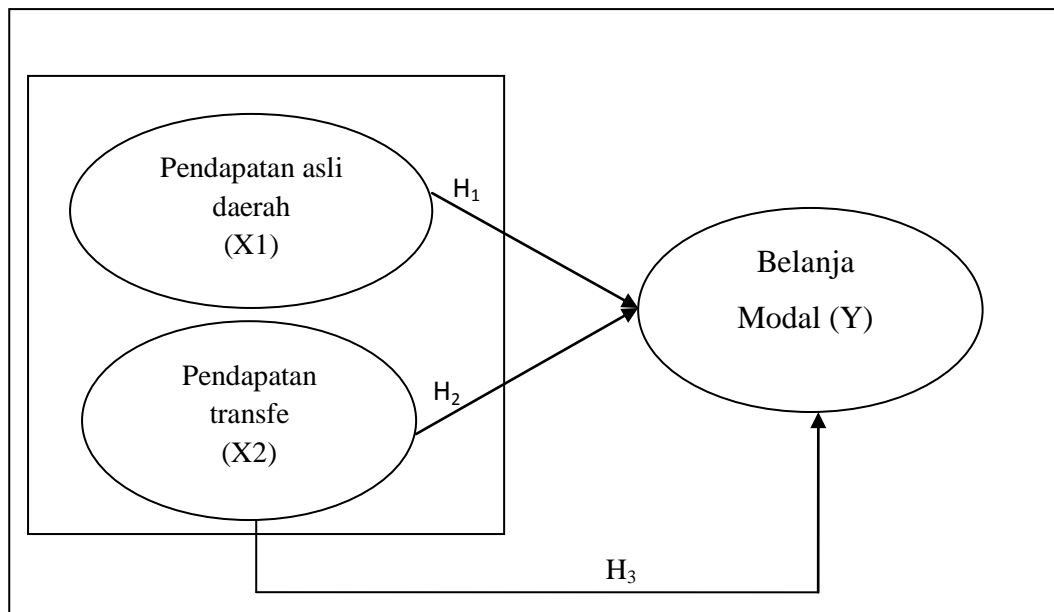 Pendapatan asli
daerah
(X1)
H₁
Belanja
Modal (Y)
Pendapatan
transfe
(X2)
H₂
H₃